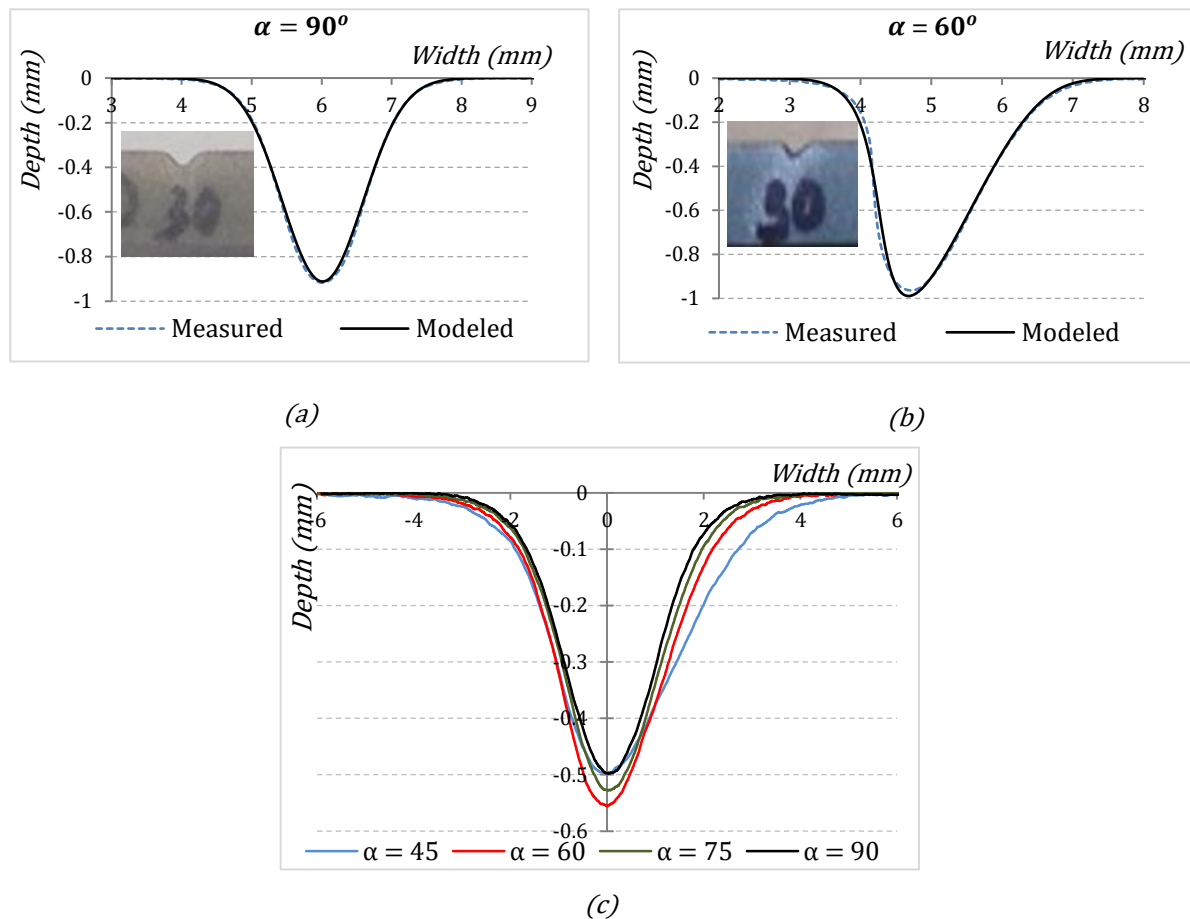 α = 90ᵒ
Width (mm)
Depth (mm)
0
-0.2
-0.4
-0.6
-0.8
-1
3 4 5 6 7 8 9
30
Measured Modeled
(a)
α = 60ᵒ
Width (mm)
Depth (mm)
0
-0.2
-0.4
-0.6
-0.8
-1
2 3 4 5 6 7 8
Measured Modeled
(b)
Width (mm)
Depth (mm)
0
-0.1
-0.2
-0.3
-0.4
-0.5
-0.6
-6 -4 -2 0 2 4 6
α = 45 α = 60 α = 75 α = 90
(c)